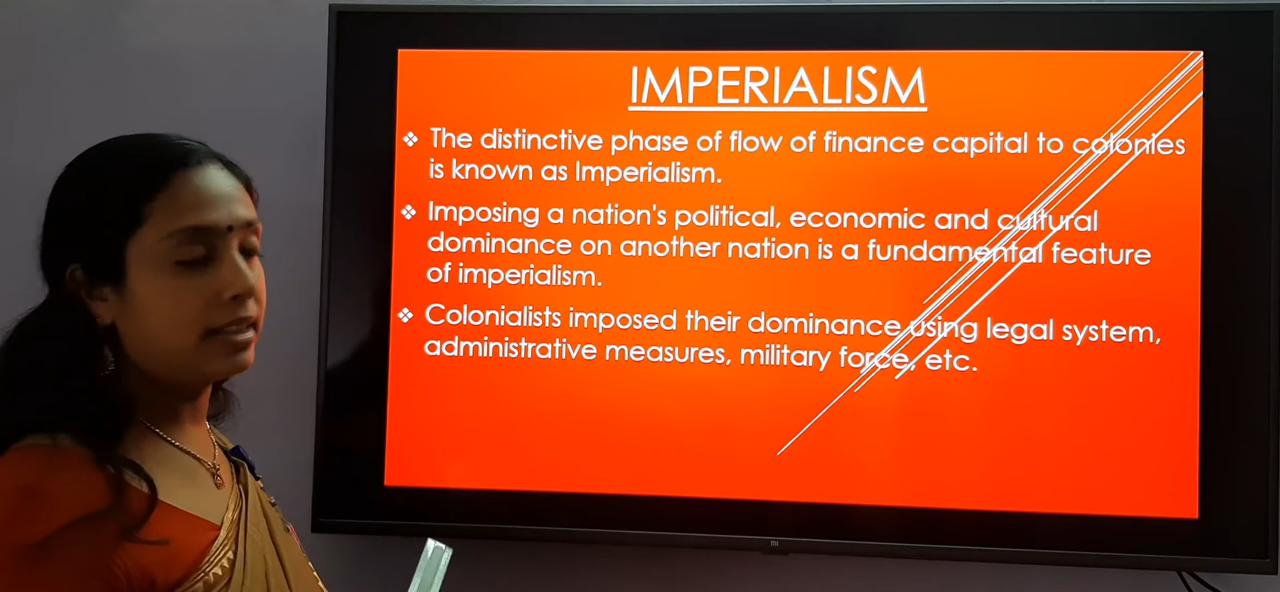 IMPERIALISM
❖ The distinctive phase of flow of finance capital to colonies
is known as Imperialism.
❖ Imposing a nation's political, economic and cultural
dominance on another nation is a fundamental feature
of imperialism.
❖ Colonialists imposed their dominance using legal system,
administrative measures, military force, etc.
mi